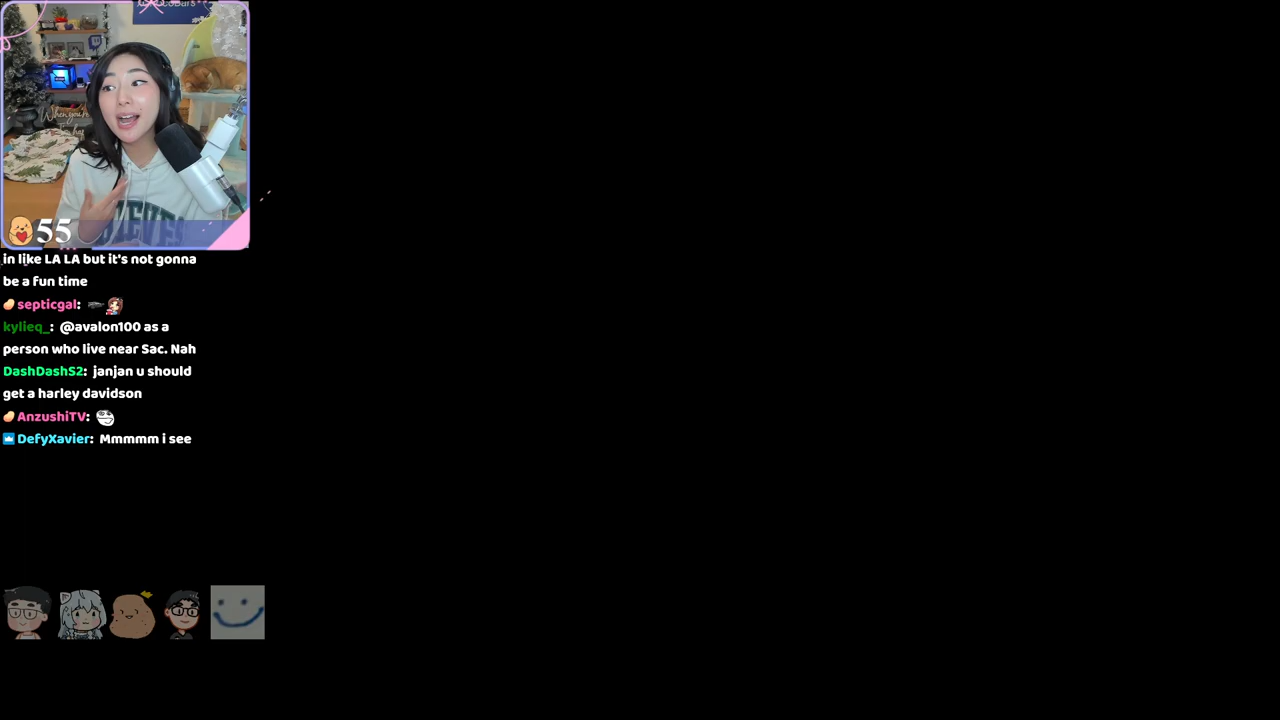 55
in like LA LA but it's not gonna
be a fun time
septicgal:
kylieq_: @avalon100 as a
person who live near Sac. Nah
DashDashS2: janjan u should
get a harley davidson
AnzushiTV:
DefyXavier: Mmmmm i see